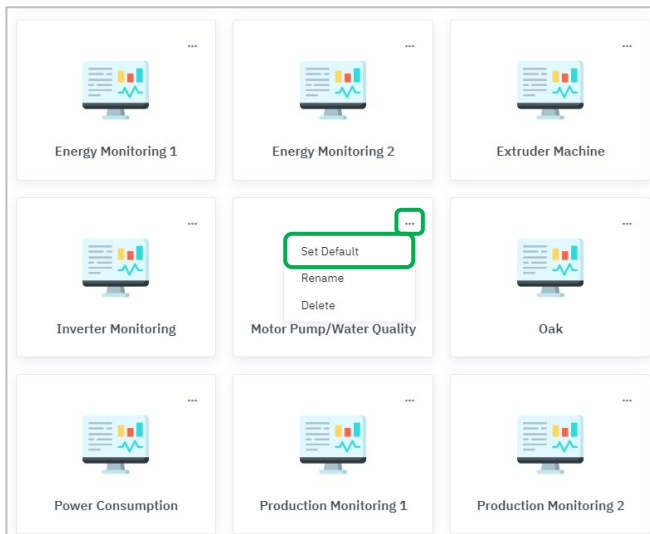 ...
...
...
Energy Monitoring 1
Energy Monitoring 2
Extruder Machine
...
...
...
Set Default
Rename
Delete
Inverter Monitoring
Motor Pump/Water Quality
Oak
...
...
...
Power Consumption
Production Monitoring 1
Production Monitoring 2